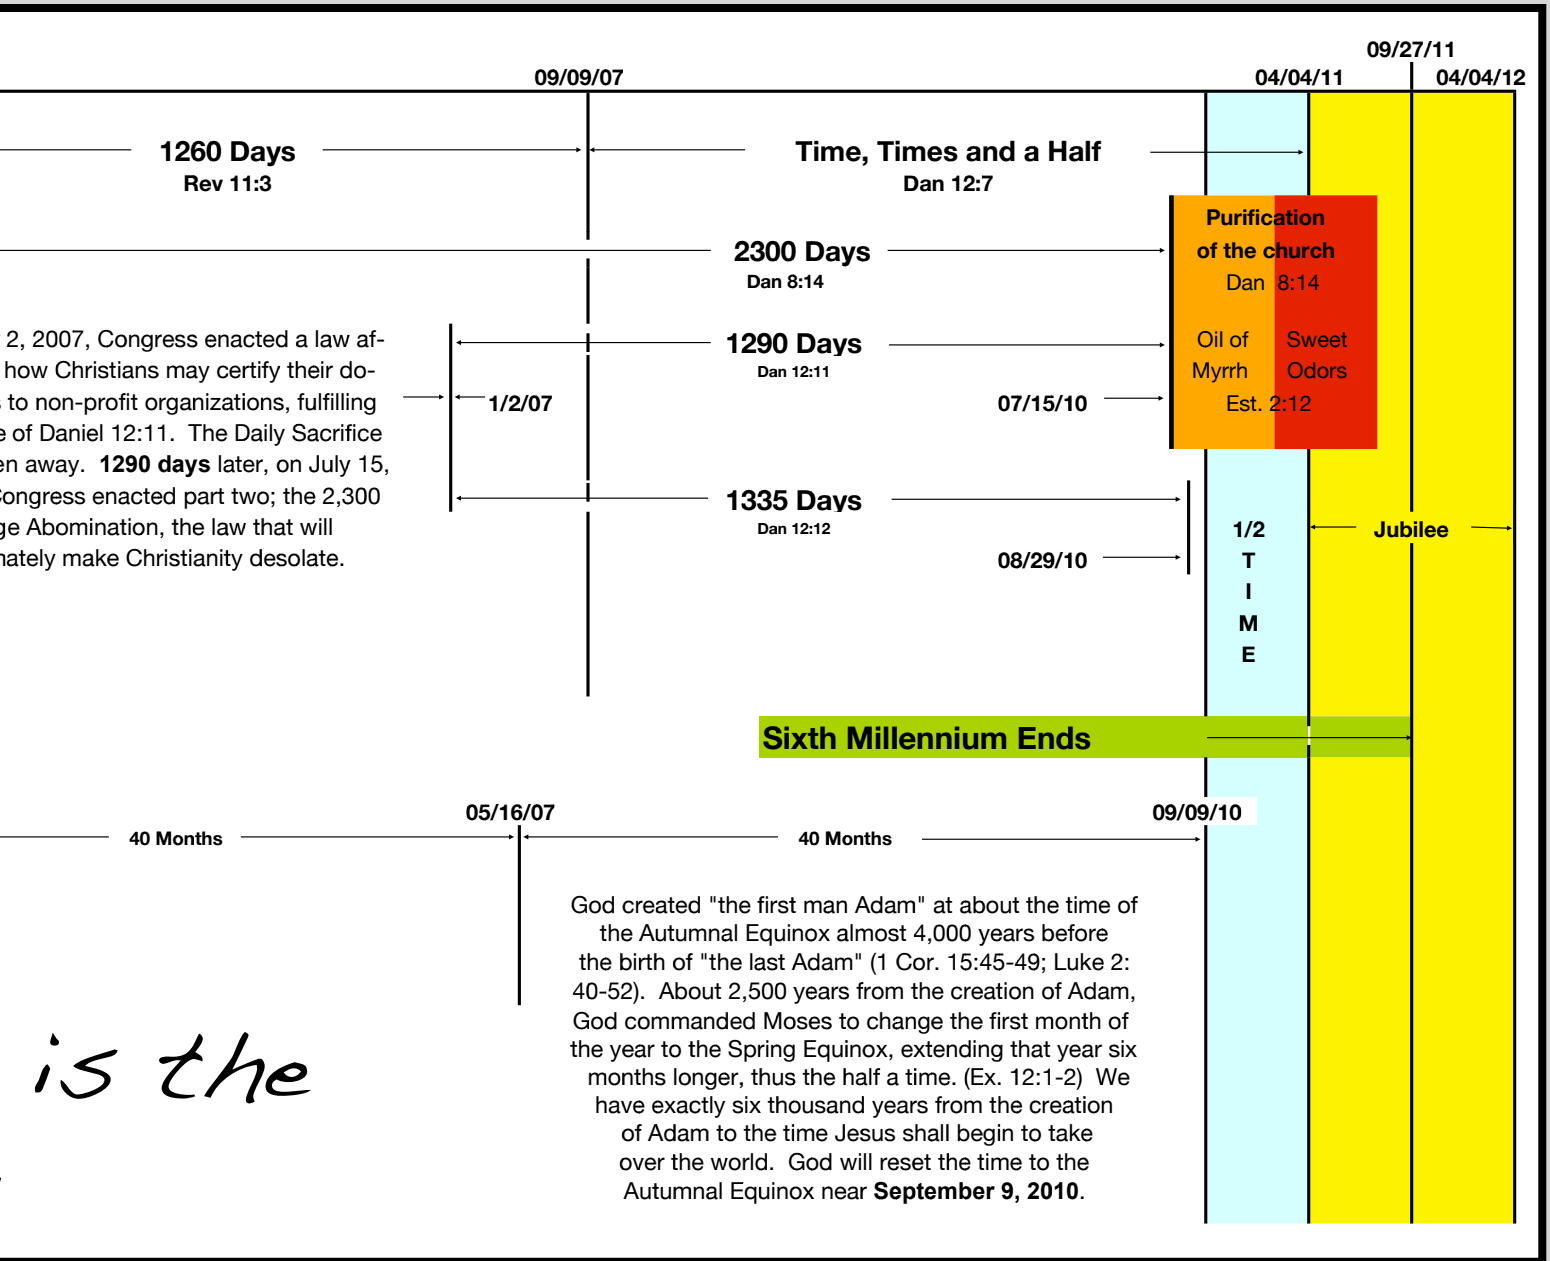 09/27/11
09/09/07
04/04/11
04/04/12
1260 Days
Rev 11:3
Time, Times and a Half
Dan 12:7
2300 Days
Dan 8:14
Purification
of the church
Dan 8:14
Oil of
Myrrh
Sweet
Odors
Est. 2:12
2, 2007, Congress enacted a law af-
how Christians may certify their do-
s to non-profit organizations, fulfilling
e of Daniel 12:11. The Daily Sacrifice
en away. 1290 days later, on July 15,
Congress enacted part two; the 2,300
ge Abomination, the law that will
mately make Christianity desolate.
1/2/07
1290 Days
Dan 12:11
07/15/10
1335 Days
Dan 12:12
08/29/10
1/2
T
I
M
E
Jubilee
Sixth Millennium Ends
05/16/07
09/09/10
40 Months
40 Months
God created "the first man Adam" at about the time of
the Autumnal Equinox almost 4,000 years before
the birth of "the last Adam" (1 Cor. 15:45-49; Luke 2:
40-52). About 2,500 years from the creation of Adam,
God commanded Moses to change the first month of
the year to the Spring Equinox, extending that year six
months longer, thus the half a time. (Ex. 12:1-2) We
have exactly six thousand years from the creation
of Adam to the time Jesus shall begin to take
over the world. God will reset the time to the
Autumnal Equinox near September 9, 2010.
is the